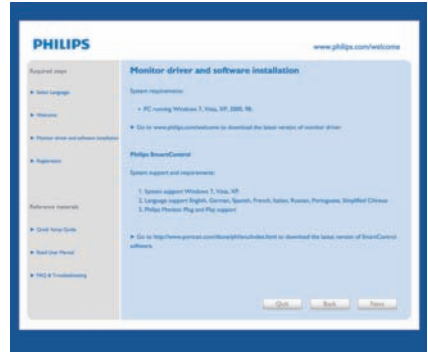 PHILIPS
www.philips.com/welcome
Required steps
Select Language
Welcome
Monitor driver and software installation
Registration
Reference materials
Quick Setup Guide
Read User Manual
FAQ & Troubleshooting
Monitor driver and software installation
System requirements:
• PC running Windows 7, Vista, XP, 2000, 98.
Go to www.philips.com/welcome to download the latest version of monitor driver
Philips SmartControl
System support and requirements:
1. System support Windows 7, Vista, XP.
2. Language support English, German, Spanish, French, Italian, Russian, Portuguese, Simplified Chinese
3. Philips Monitor Plug and Play support
Go to to download the latest version of SmartControl
software.
Quit
Back
Next